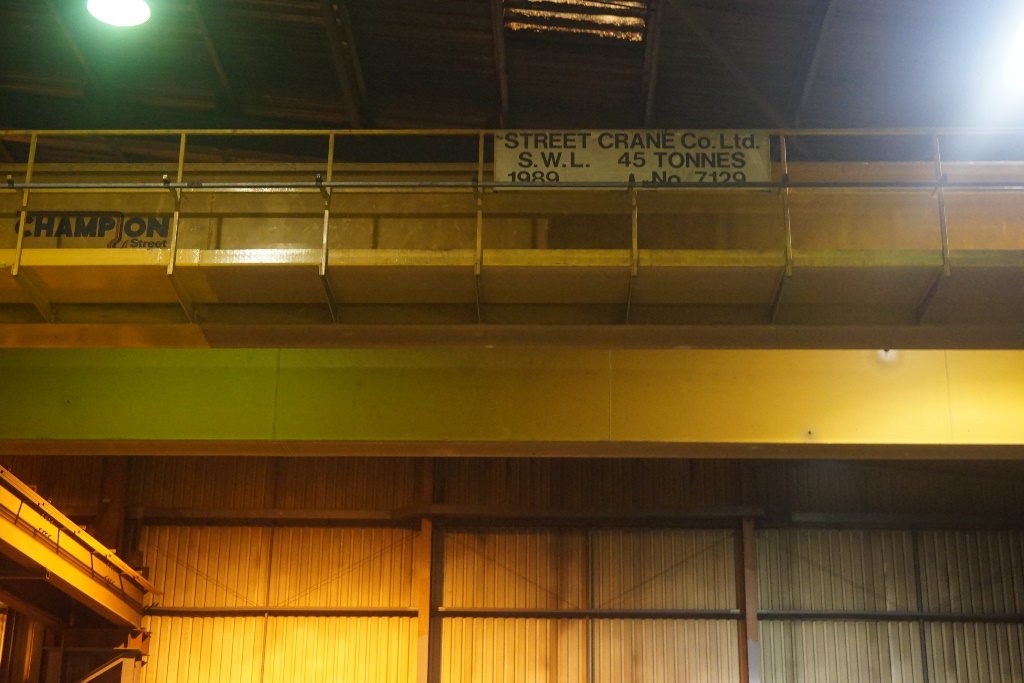 STREET CRANE Co. Ltd.
S.W.L. 45 TONNES
1989 No. 7129
CHAMPION
Street